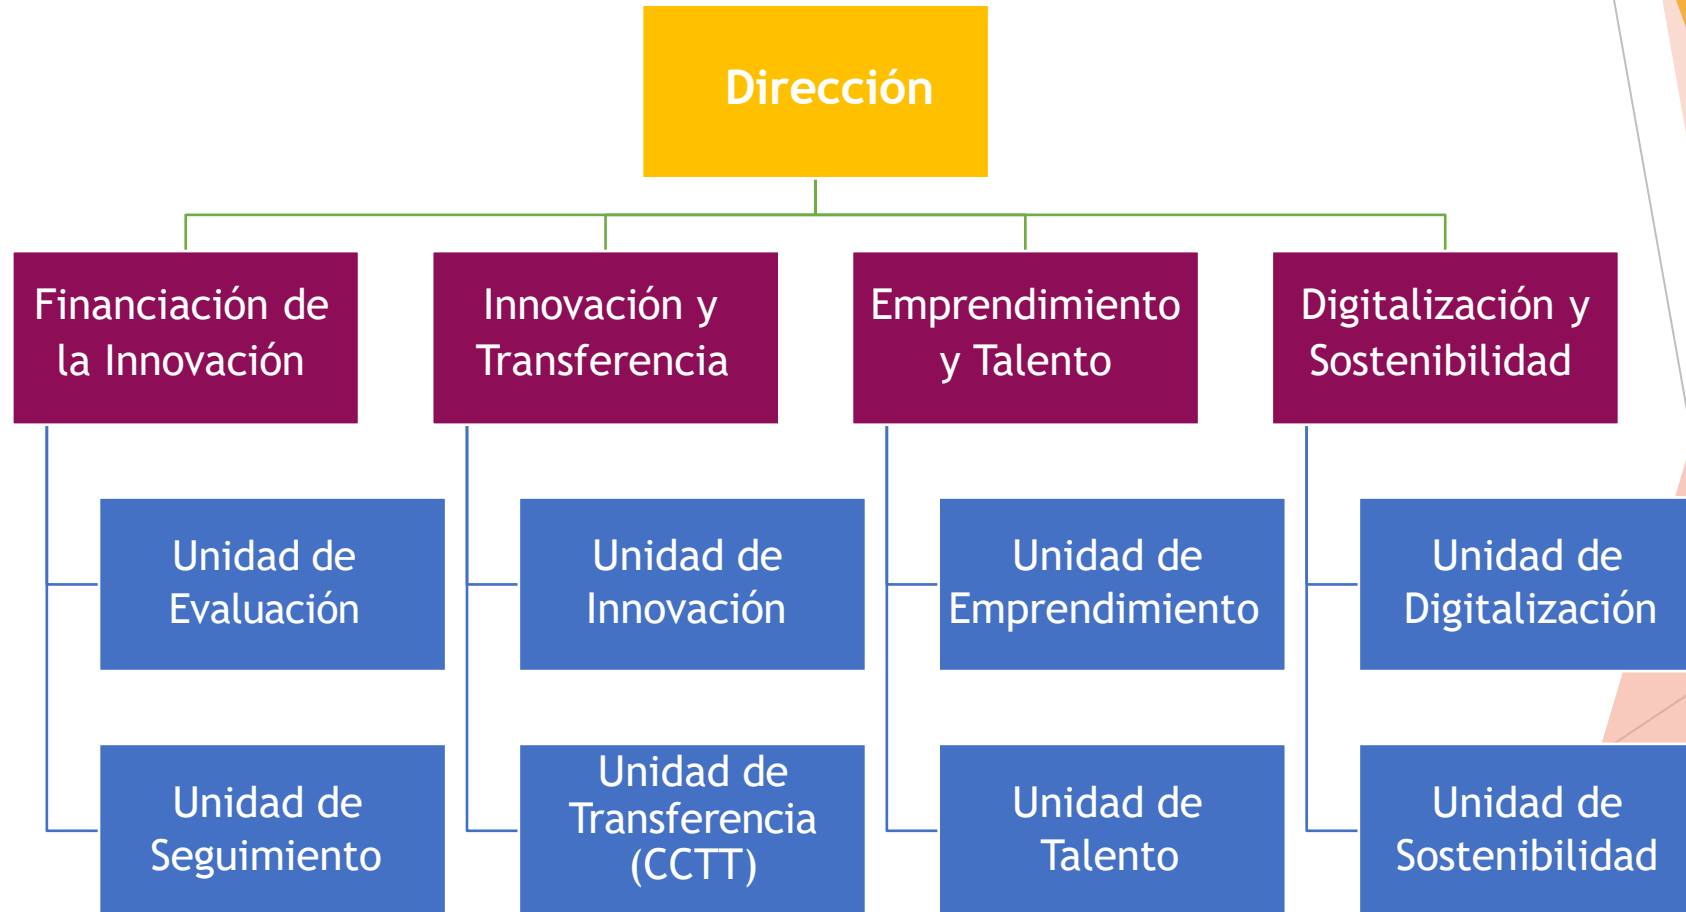 Dirección
Financiación de
la Innovación
Innovación y
Transferencia
Emprendimiento
y Talento
Digitalización y
Sostenibilidad
Unidad de
Evaluación
Unidad de
Innovación
Unidad de
Emprendimiento
Unidad de
Digitalización
Unidad de
Seguimiento
Unidad de
Transferencia
(CCTT)
Unidad de
Talento
Unidad de
Sostenibilidad